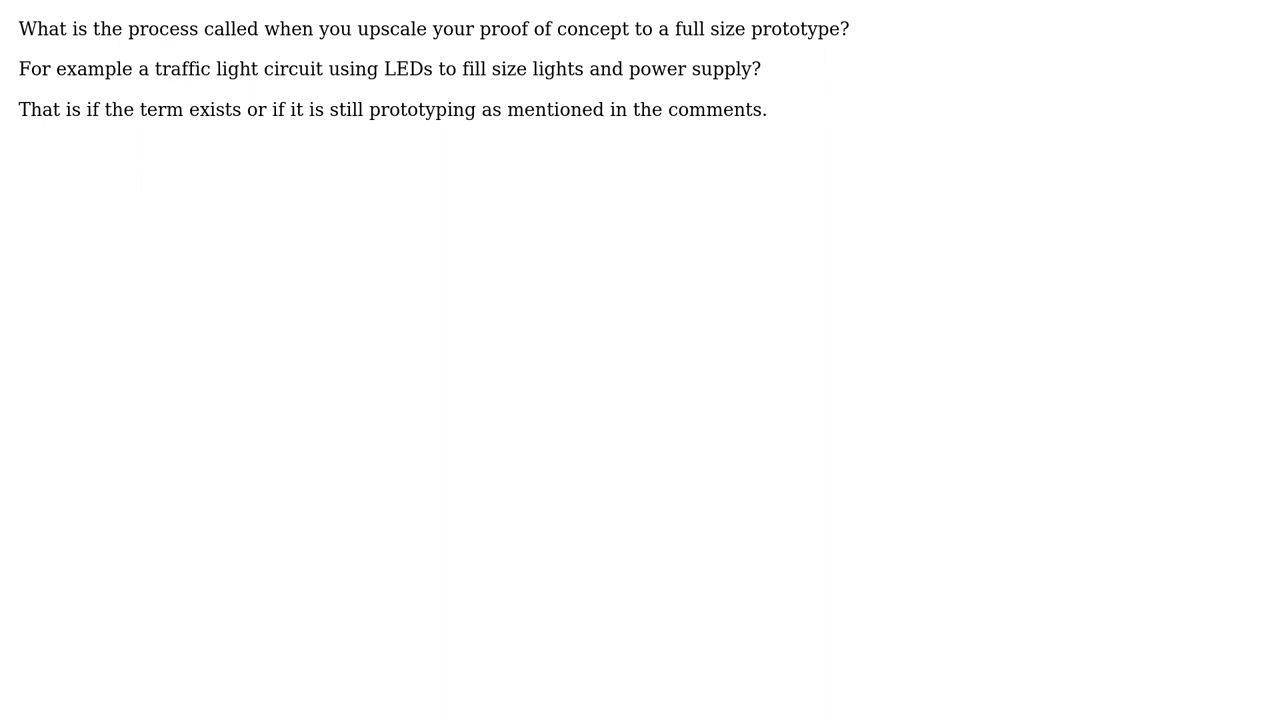 What is the process called when you upscale your proof of concept to a full size prototype?
For example a traffic light circuit using LEDs to fill size lights and power supply?
That is if the term exists or if it is still prototyping as mentioned in the comments.